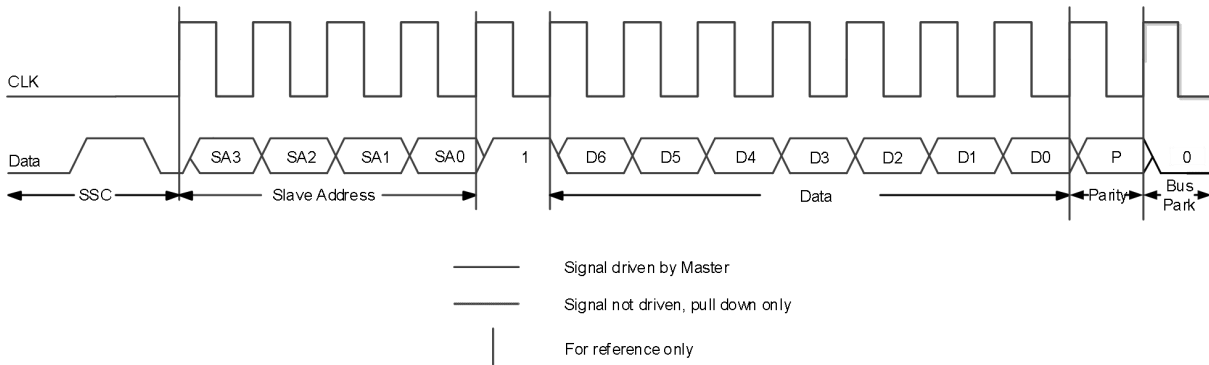 CLK
Data SA3 SA2 SA1 SA0 1 D6 D5 D4 D3 D2 D1 D0 P 0
SSC Slave Address Data Parity Bus Park
Signal driven by Master
Signal not driven, pull down only
For reference only